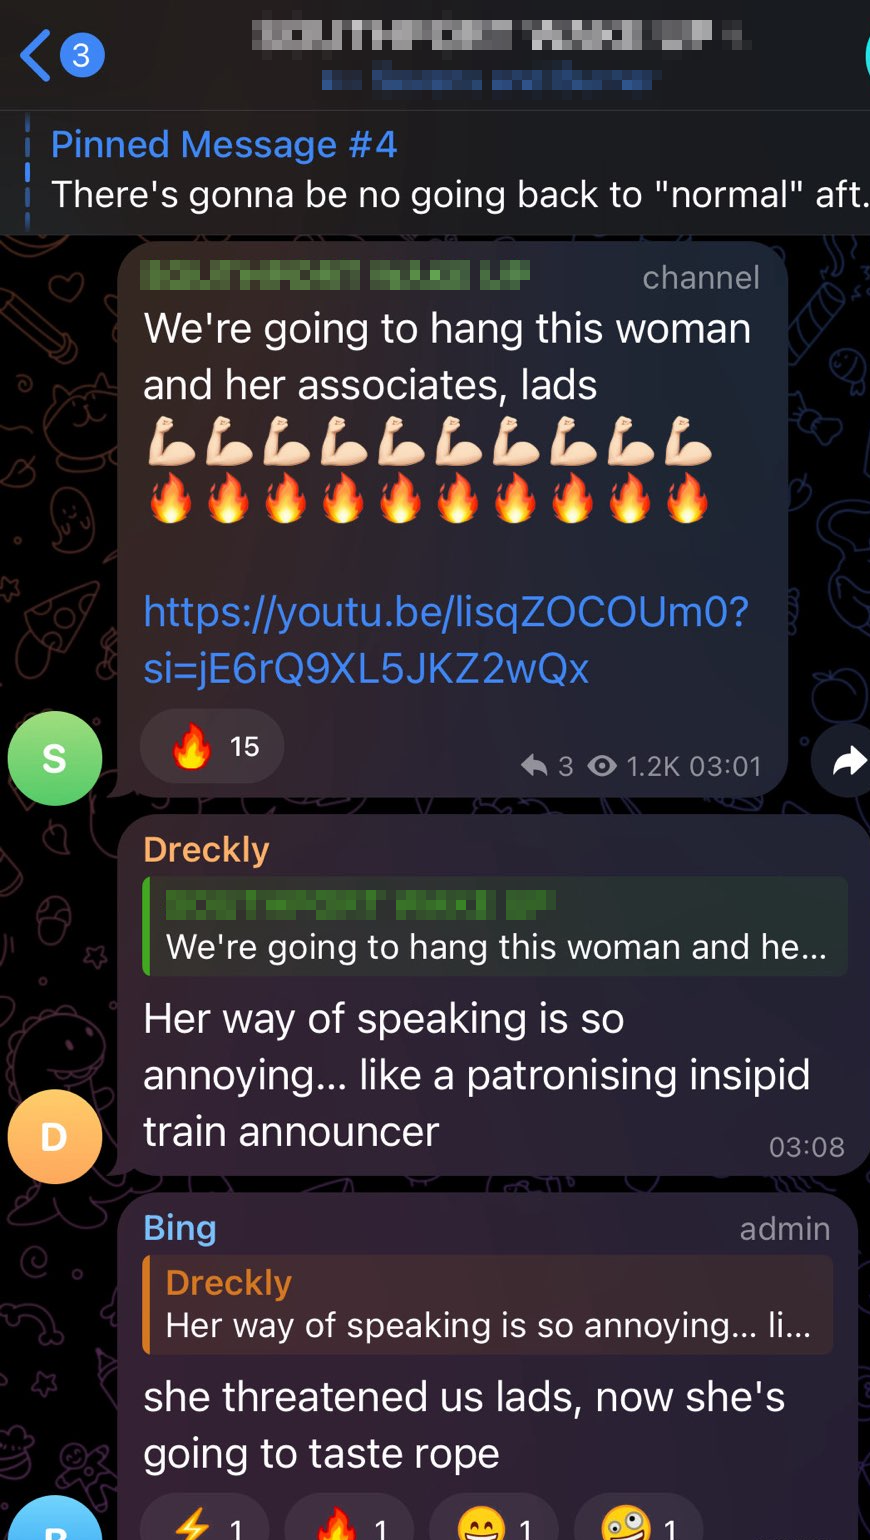 3
Pinned Message #4
There's gonna be no going back to "normal" aft.
channel
We're going to hang this woman
and her associates, lads
💪🏻💪🏻💪🏻💪🏻💪🏻💪🏻💪🏻💪🏻💪🏻💪🏻
🔥🔥🔥🔥🔥🔥🔥🔥🔥🔥
https://youtu.be/lisqZOCOUm0?
si=jE6rQ9XL5JKZ2wQx
🔥 15
3 1.2K 03:01
S
Dreckly
We're going to hang this woman and he...
Her way of speaking is so
annoying... like a patronising insipid
train announcer
03:08
D
Bing admin
Dreckly
Her way of speaking is so annoying... li...
she threatened us lads, now she's
going to taste rope
⚡ 1 🔥 1 😄 1 🤪 1